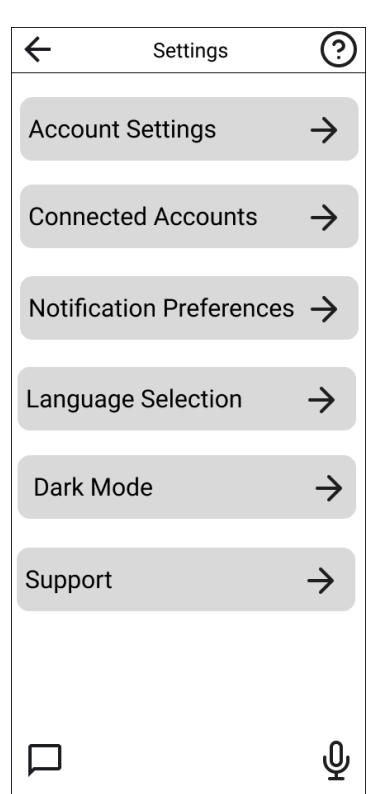 Settings
Account Settings
Connected Accounts
Notification Preferences
Language Selection
Dark Mode
Support